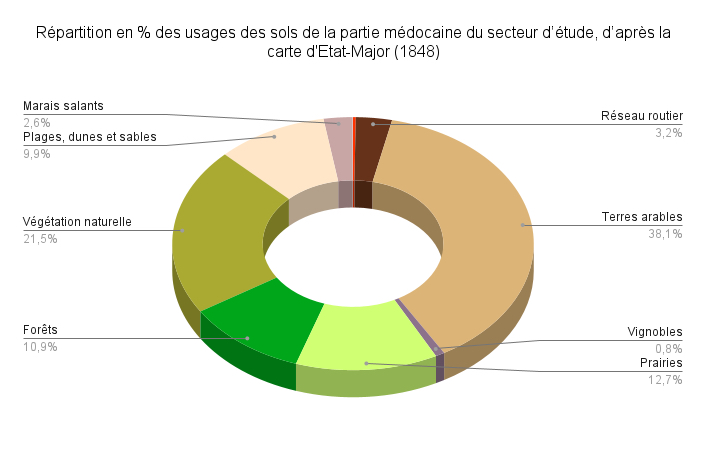 Répartition en % des usages des sols de la partie médocaine du secteur d'étude, d'après la
carte d'Etat-Major (1848)
Marais salants
2,6%
Plages, dunes et sables
9,9%
Végétation naturelle
21,5%
Forêts
10,9%
Réseau routier
3,2%
Terres arables
38,1%
Vignobles
0,8%
Prairies
12,7%